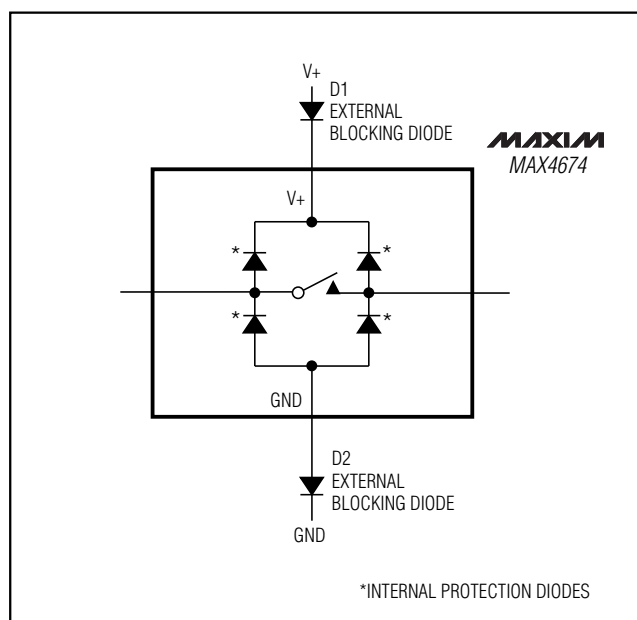 V+
D1
EXTERNAL
BLOCKING DIODE
MAXIM
MAX4674
V+
*
*
*
*
GND
D2
EXTERNAL
BLOCKING DIODE
GND
*INTERNAL PROTECTION DIODES